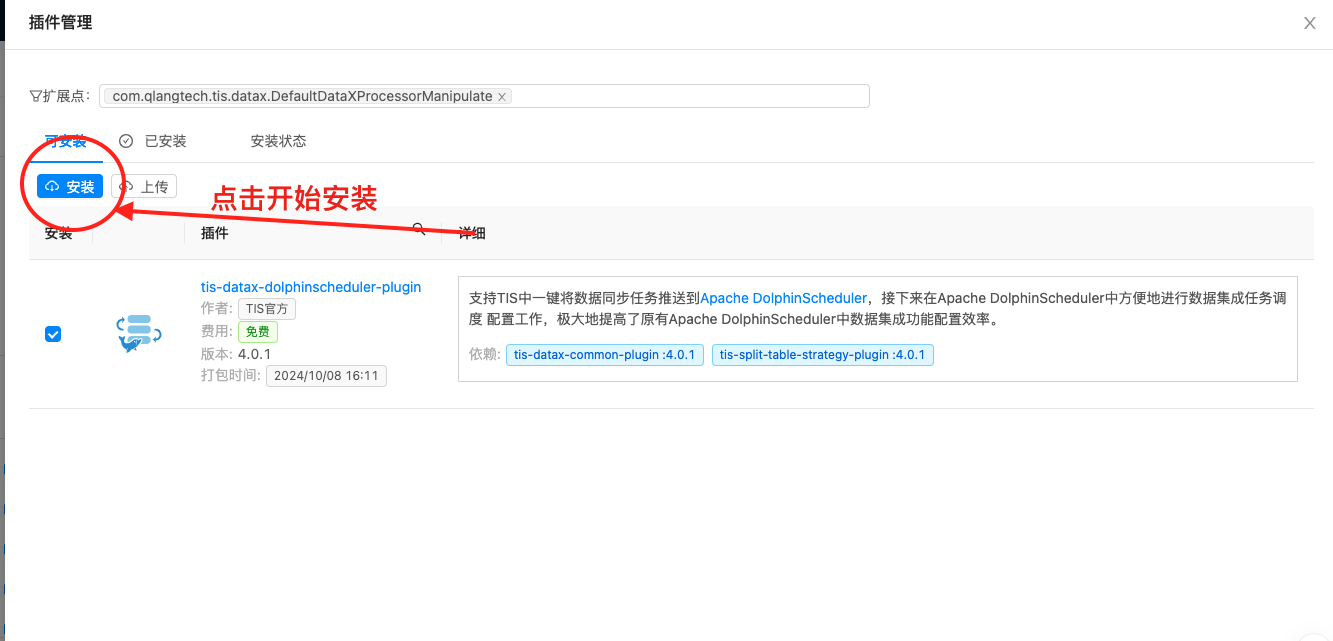 插件管理
扩展点: com.qlangtech.tis.datax.DefaultDataXProcessorManipulate
可安装 已安装 安装状态
安装 上传
点击开始安装
安装 插件 详细
tis-datax-dolphinscheduler-plugin
作者: TIS官方
费用: 免费
版本: 4.0.1
打包时间: 2024/10/08 16:11
支持TIS中一键将数据同步任务推送到Apache DolphinScheduler，接下来在Apache DolphinScheduler中方便地进行数据集成任务调
度 配置工作，极大地提高了原有Apache DolphinScheduler中数据集成功能配置效率。
依赖: tis-datax-common-plugin :4.0.1 tis-split-table-strategy-plugin :4.0.1